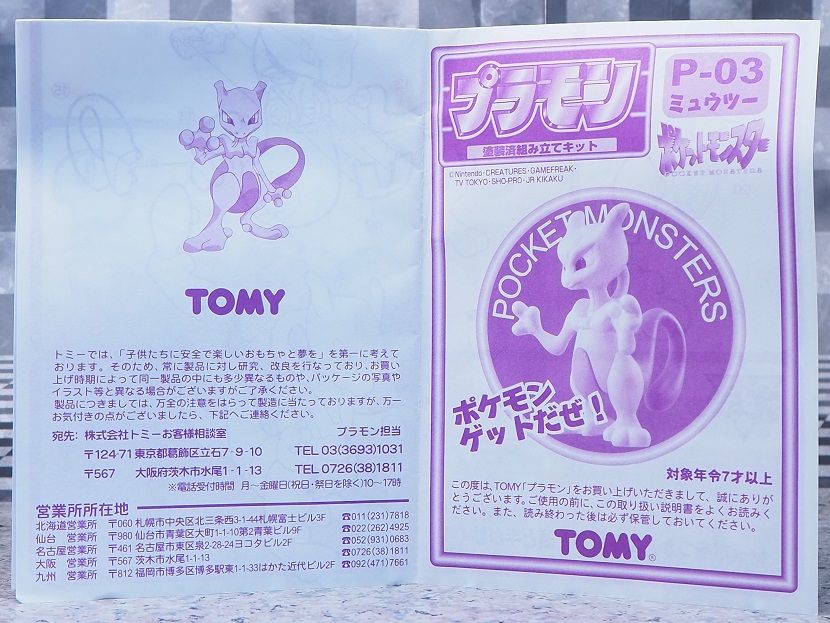 TOMY
トミーでは、「子供たちに安全で楽しいおもちゃと夢を」を第一に考えて
おります。そのため、常に製品に対し研究、改良を行なっており、お買い
上げ時期によって同一製品の中にも多少異なるものや、パッケージの写真や
イラスト等と異なる場合がございますがご了承ください。
製品につきましては、万全の注意をはらって製造に当たっておりますが、万一
お気付きの点がございましたら、下記へご連絡ください。
宛先: 株式会社トミーお客様相談室 プラモン担当
〒124-71 東京都葛飾区立石7-9-10 TEL 03(3693)1031
〒567 大阪府茨木市水尾1-1-13 TEL 0726(38)1811
※電話受付時間 月〜金曜日(祝日・祭日を除く)10〜17時
営業所所在地
北海道営業所 〒060 札幌市中央区北三条西3-1-44札幌富士ビル3F ☎011(231)7818
仙台 営業所 〒980 仙台市青葉区大町1-1-10第2青葉ビル9F ☎022(262)4925
名古屋営業所 〒461 名古屋市東区泉2-28-24ヨコタビル2F ☎052(931)0683
大阪 営業所 〒567 茨木市水尾1-1-13 ☎0726(38)1811
九州 営業所 〒812 福岡市博多区博多駅東1-1-33はかた近代ビル2F ☎092(471)7661
プラモン
塗装済組み立てキット
P-03
ミュウツー
ポケットモンスター
POCKET MONSTERS
©Nintendo・CREATURES・GAMEFREAK・
TV TOKYO・SHO-PRO・JR KIKAKU
POCKET MONSTERS
ポケモン
ゲットだぜ!
対象年令7才以上
この度は、TOMY「プラモン」をお買い上げいただきまして、誠にありが
とうございます。ご使用の前に、この取り扱い説明書をよくお読みくだ
さい。また、読み終わった後は必ず保管しておいてください。
TOMY®